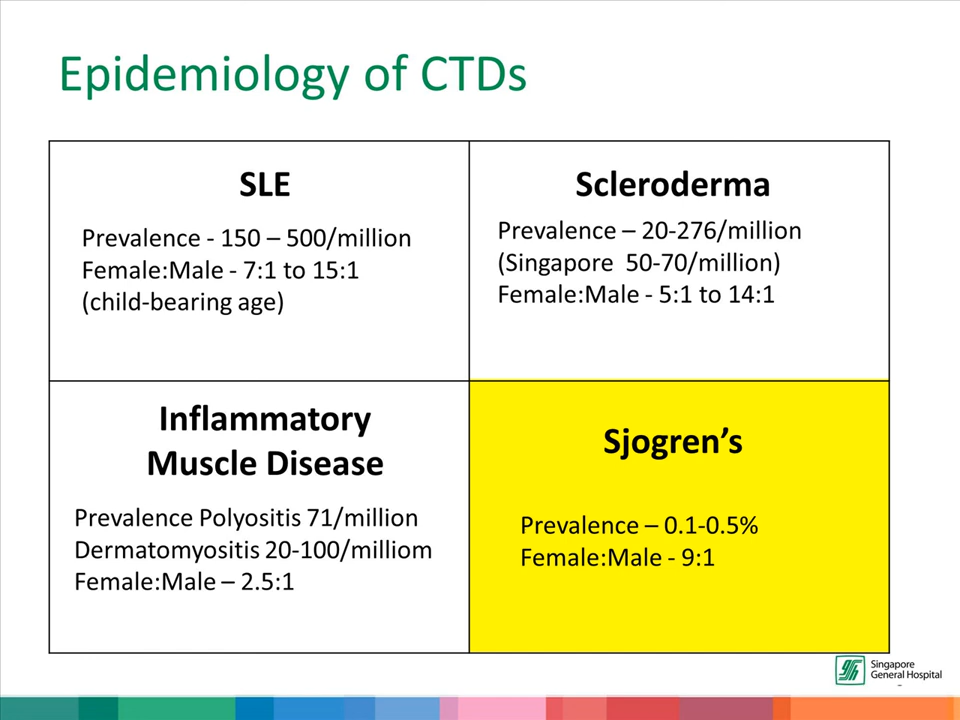 Epidemiology of CTDs
SLE
Prevalence - 150 – 500/million
Female:Male - 7:1 to 15:1
(child-bearing age)
Scleroderma
Prevalence – 20-276/million
(Singapore 50-70/million)
Female:Male - 5:1 to 14:1
Inflammatory
Muscle Disease
Prevalence Polyositis 71/million
Dermatomyositis 20-100/milliom
Female:Male – 2.5:1
Sjogren’s
Prevalence – 0.1-0.5%
Female:Male - 9:1
Singapore
General Hospital